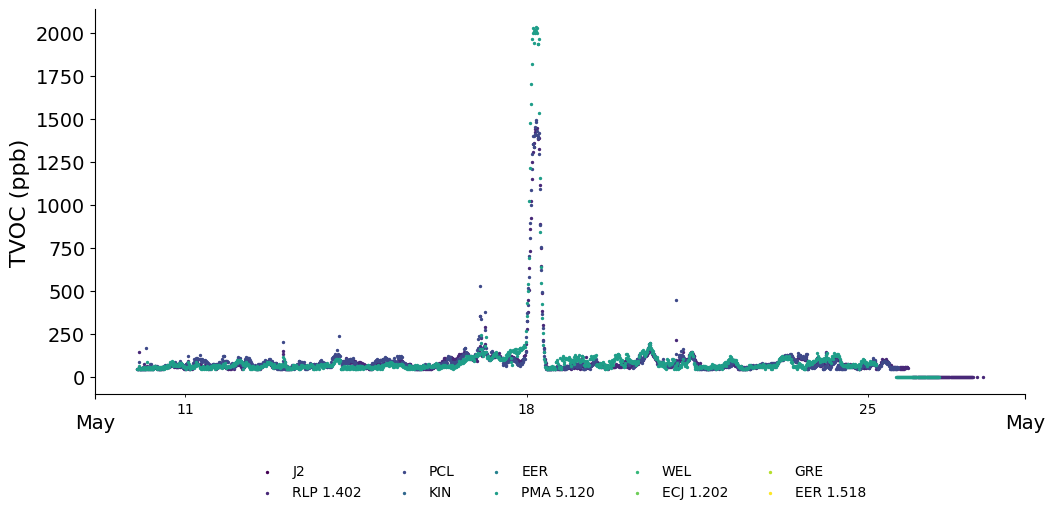 2000
1750
1500
1250
1000
750
500
250
0
TVOC (ppb)
11 18 25
May May
J2 PCL EER WEL GRE
RLP 1.402 KIN PMA 5.120 ECJ 1.202 EER 1.518